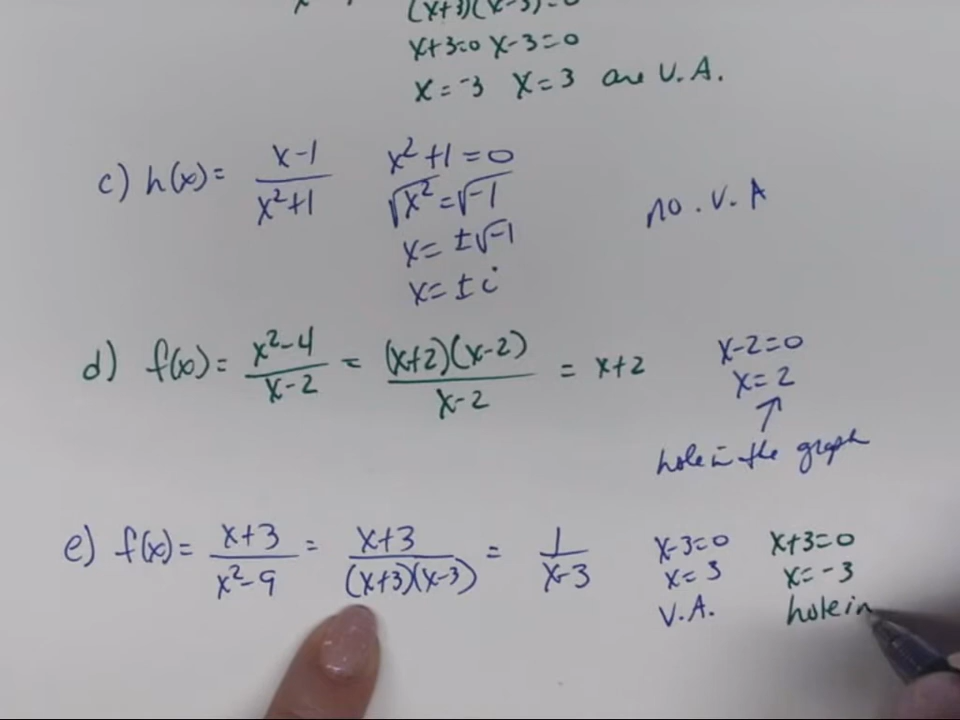 (x+3)(x-3)=0
x+3=0 x-3=0
x=-3 x=3 are V.A.
c) h(x)= x-1 / x²+1
x²+1=0
√x²=√-1
x=±√-1
x=±i
no.V.A
d) f(x)= x²-4 / x-2 = (x+2)(x-2) / x-2 = x+2
x-2=0
x=2
↑
hole in the graph
e) f(x)= x+3 / x²-9 = x+3 / (x+3)(x-3) = 1 / x-3
x-3=0
x=3
V.A.
x+3=0
x=-3
hole in